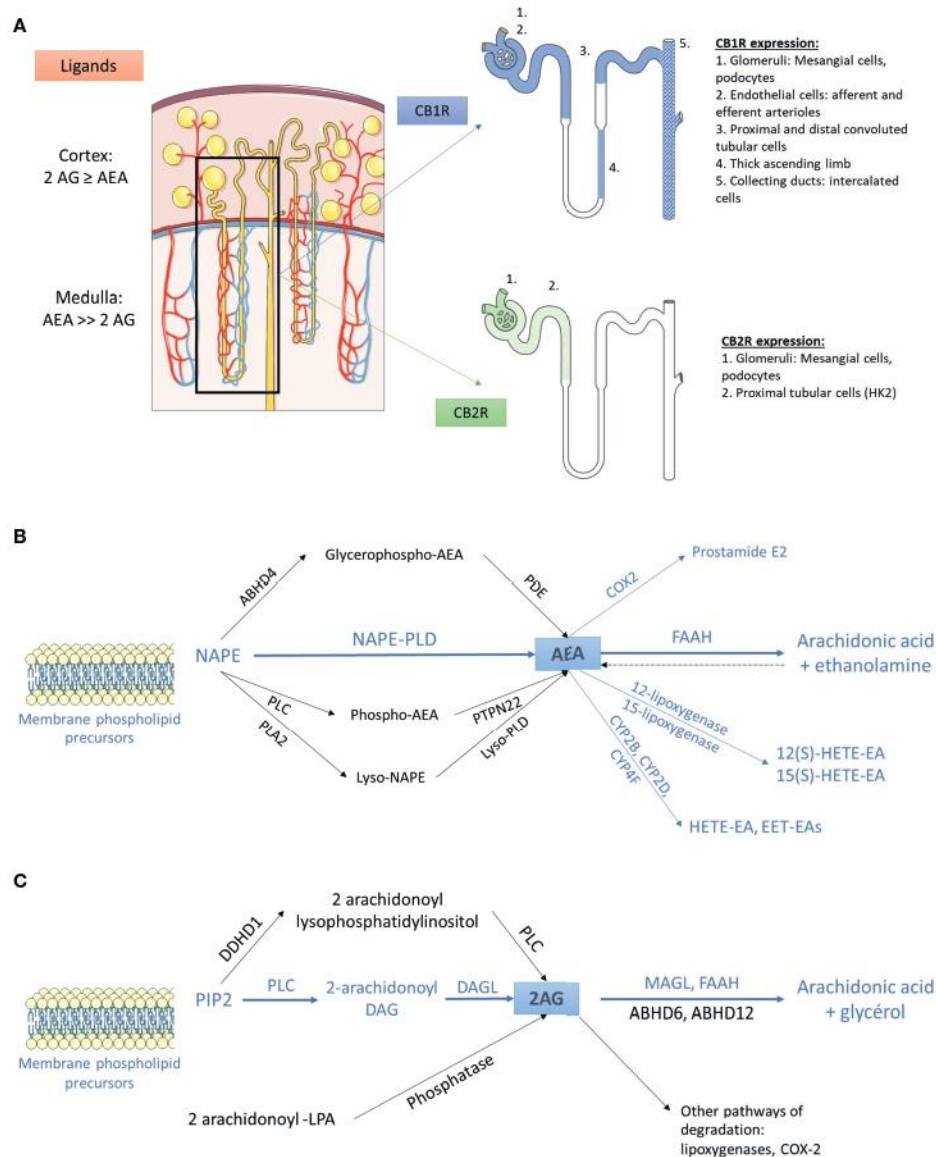 A
Ligands
Cortex:
2 AG ≥ AEA
Medulla:
AEA >> 2 AG
CB1R
CB2R
1.
2.
3.
4.
5.
CB1R expression:
1. Glomeruli: Mesangial cells,
podocytes
2. Endothelial cells: afferent and
efferent arterioles
3. Proximal and distal convoluted
tubular cells
4. Thick ascending limb
5. Collecting ducts: intercalated
cells
1.
2.
CB2R expression:
1. Glomeruli: Mesangial cells,
podocytes
2. Proximal tubular cells (HK2)
B
Membrane phospholipid
precursors
NAPE
ABHD4
Glycerophospho-AEA
PDE
NAPE-PLD
PLC
Phospho-AEA
PTPN22
PLA2
Lyso-NAPE
Lyso-PLD
AEA
COX2
Prostamide E2
FAAH
Arachidonic acid
+ ethanolamine
12-lipoxygenase
15-lipoxygenase
12(S)-HETE-EA
15(S)-HETE-EA
CYP2B, CYP2D,
CYP4F
HETE-EA, EET-EAs
C
Membrane phospholipid
precursors
PIP2
DDHD1
2 arachidonoyl
lysophosphatidylinositol
PLC
PLC
2-arachidonoyl
DAG
DAGL
2AG
2 arachidonoyl -LPA
Phosphatase
MAGL, FAAH
ABHD6, ABHD12
Arachidonic acid
+ glycérol
Other pathways of
degradation:
lipoxygenases, COX-2